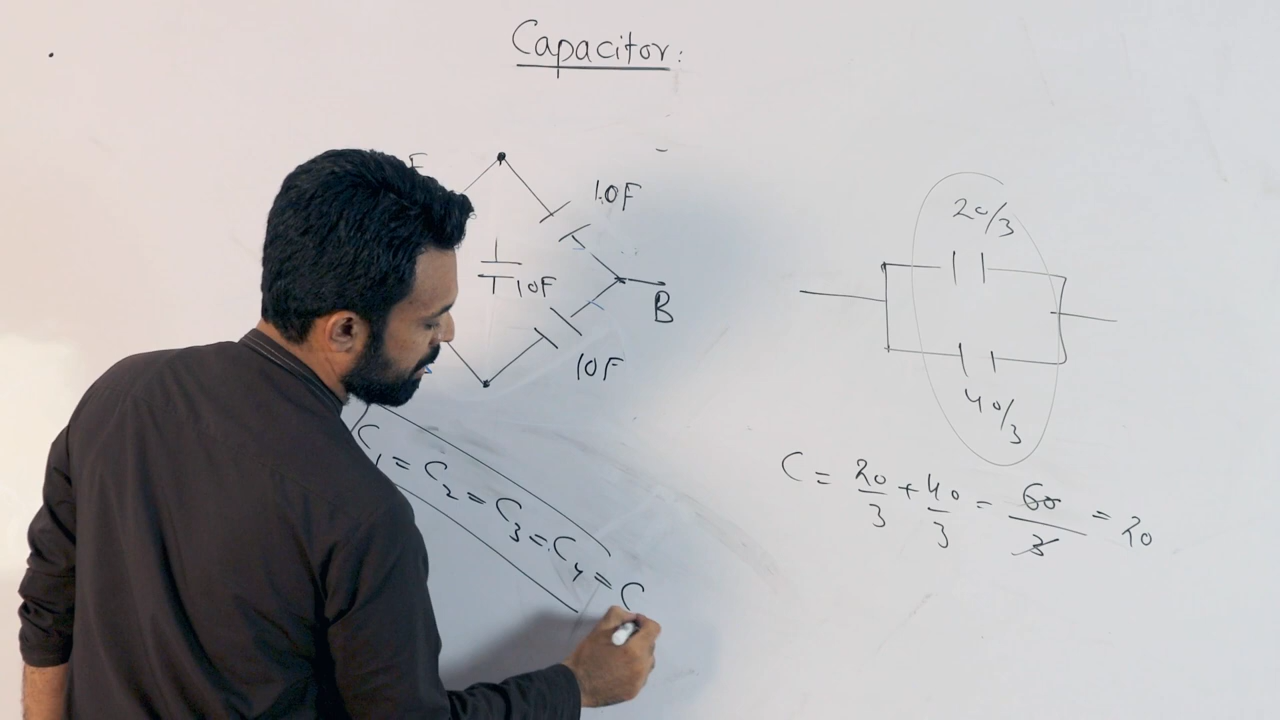 Capacitor:
F
10F
10F
B
10F
C₁ = C₂ = C₃ = C₄ = C
20/3
40/3
C = 20/3 + 40/3 = 60/3 = 20